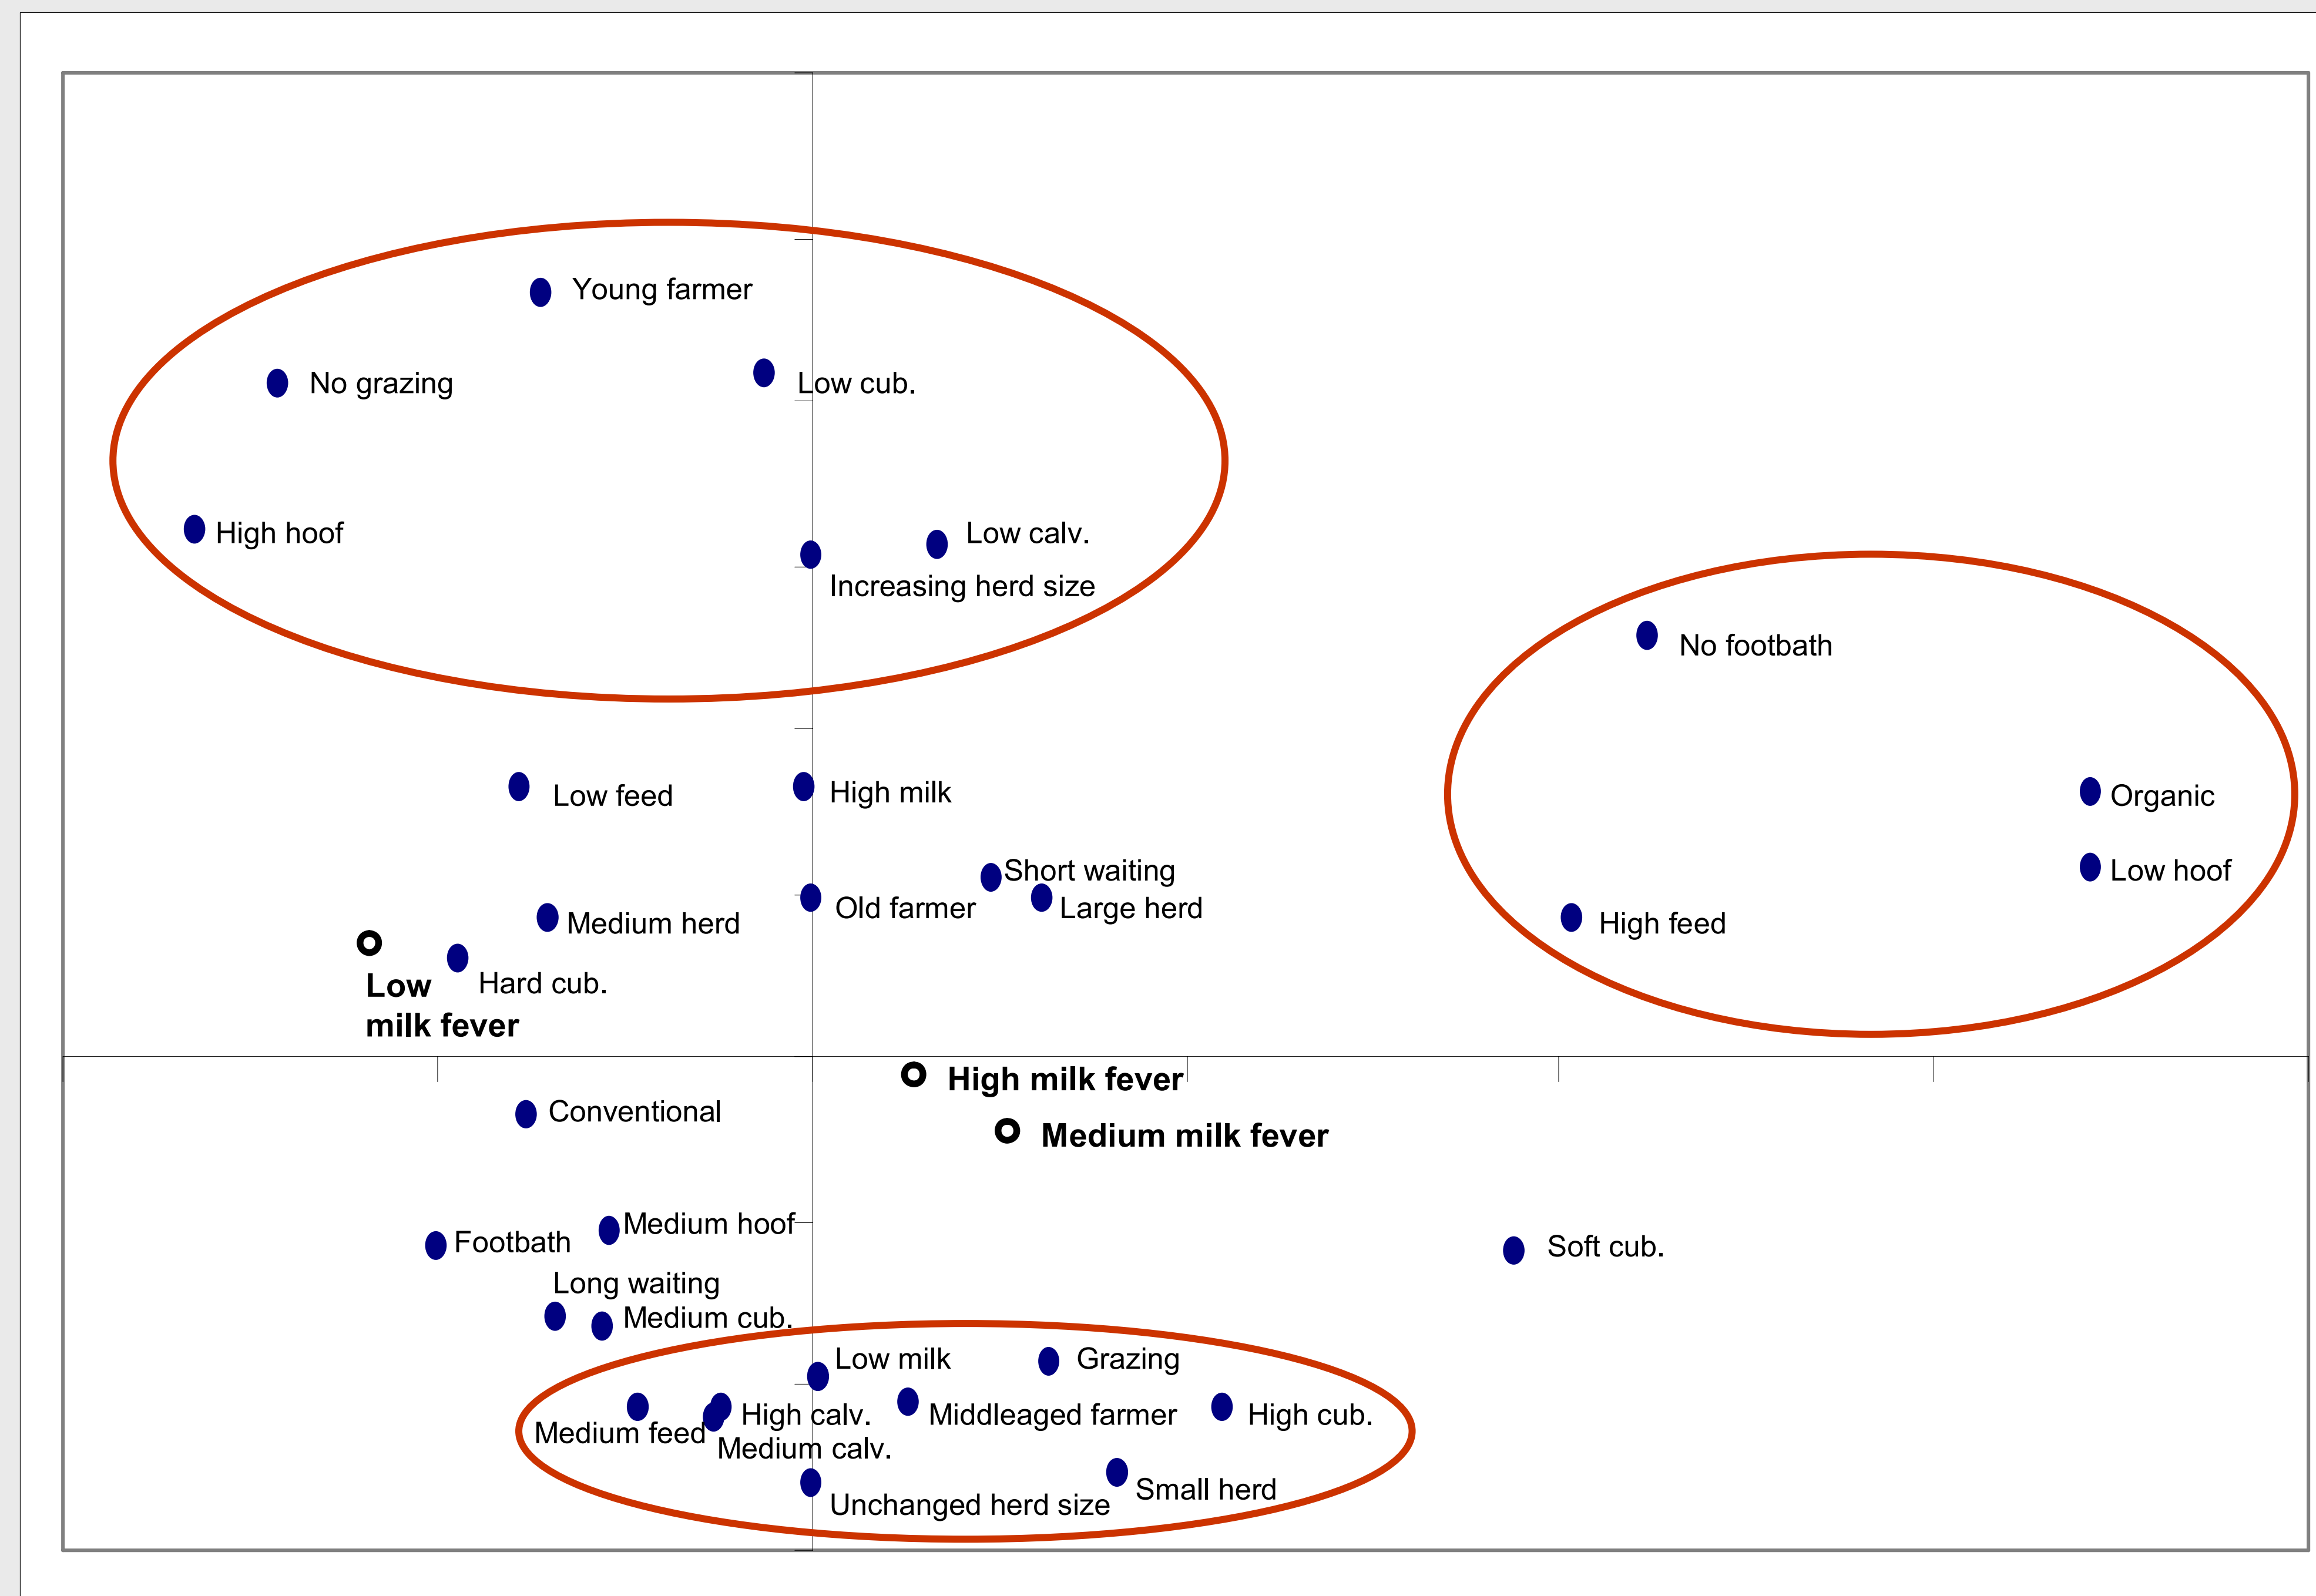 Young farmer
No grazing
Low cub.
High hoof
Low calv.
Increasing herd size
No footbath
Low feed
High milk
Organic
Short waiting
Low hoof
Old farmer
Large herd
Medium herd
High feed
Hard cub.
Low
milk fever
High milk fever
Conventional
Medium milk fever
Medium hoof
Footbath
Soft cub.
Long waiting
Medium cub.
Low milk
Grazing
High calv.
Middleaged farmer
High cub.
Medium feed
Medium calv.
Small herd
Unchanged herd size